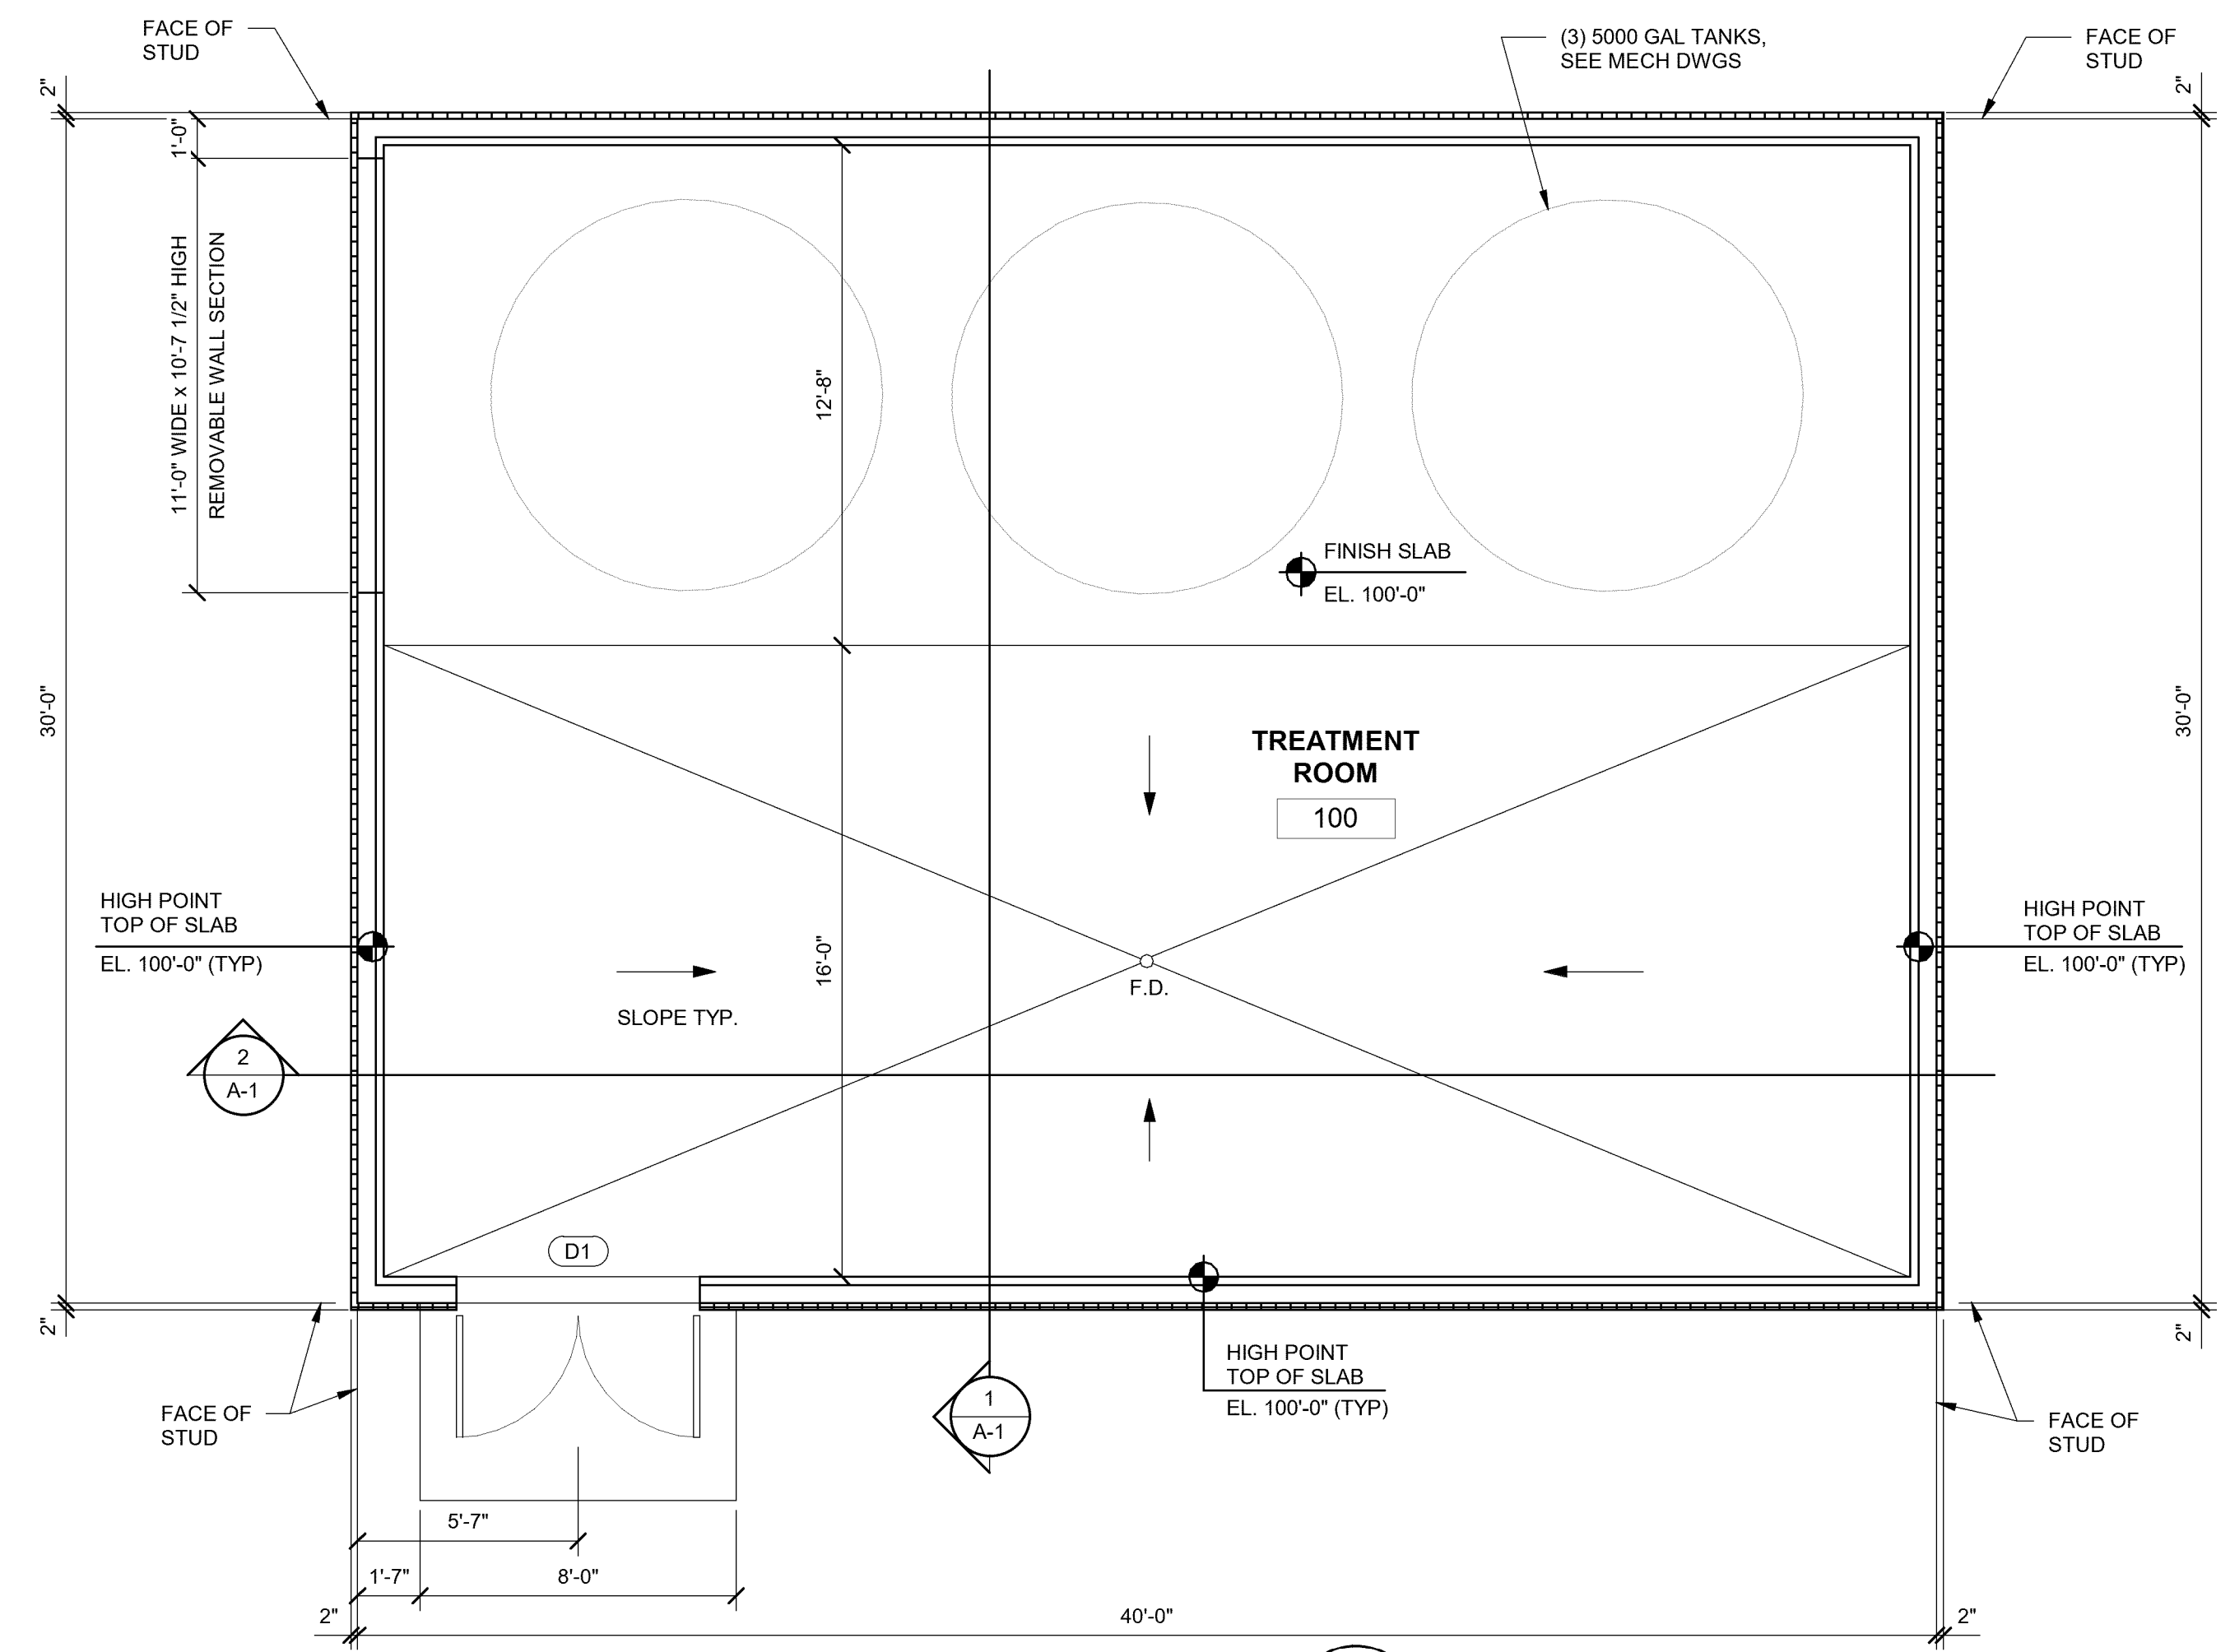 FACE OF
STUD
(3) 5000 GAL TANKS,
SEE MECH DWGS
FACE OF
STUD
2"
2"
1'-0"
11'-0" WIDE x 10'-7 1/2" HIGH
REMOVABLE WALL SECTION
12'-8"
FINISH SLAB
EL. 100'-0"
30'-0"
30'-0"
TREATMENT
ROOM
100
HIGH POINT
TOP OF SLAB
EL. 100'-0" (TYP)
HIGH POINT
TOP OF SLAB
EL. 100'-0" (TYP)
16'-0"
F.D.
SLOPE TYP.
2
A-1
D1
2"
2"
HIGH POINT
TOP OF SLAB
EL. 100'-0" (TYP)
FACE OF
STUD
1
A-1
FACE OF
STUD
5'-7"
1'-7"
8'-0"
2"
40'-0"
2"